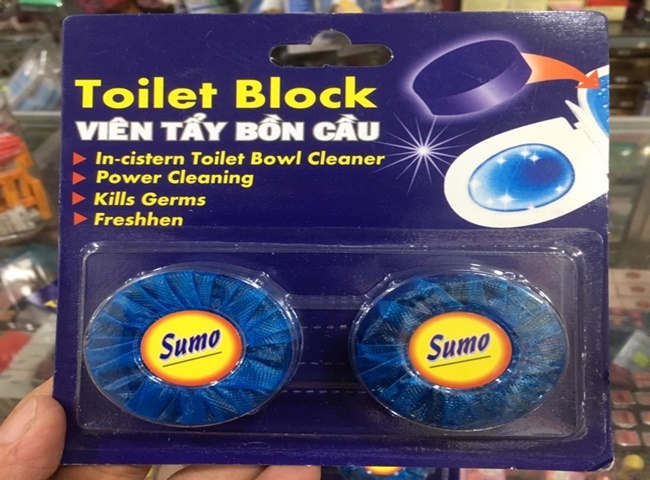 Toilet Block
VIÊN TẨY BỒN CẦU
In-cistern Toilet Bowl Cleaner
Power Cleaning
Kills Germs
Freshhen
Sumo
Sumo